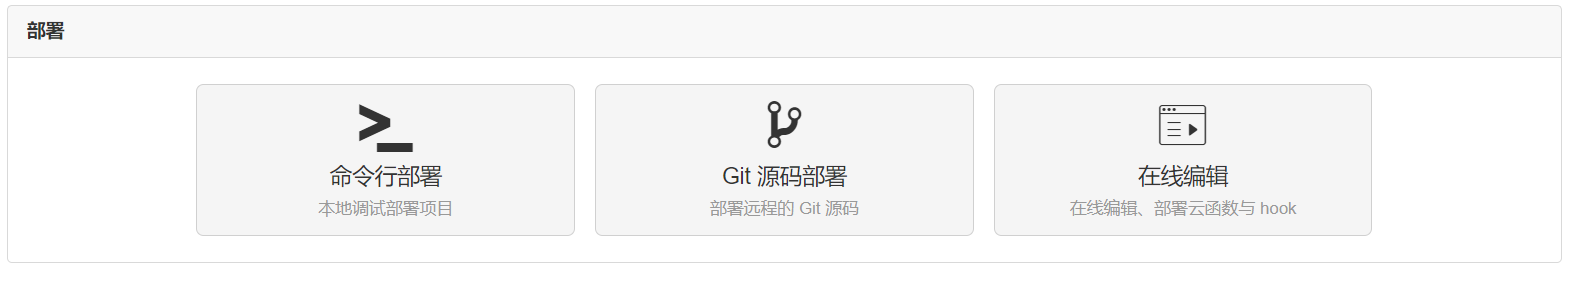 部署
命令行部署
本地调试部署项目
Git 源码部署
部署远程的 Git 源码
在线编辑
在线编辑、部署云函数与 hook